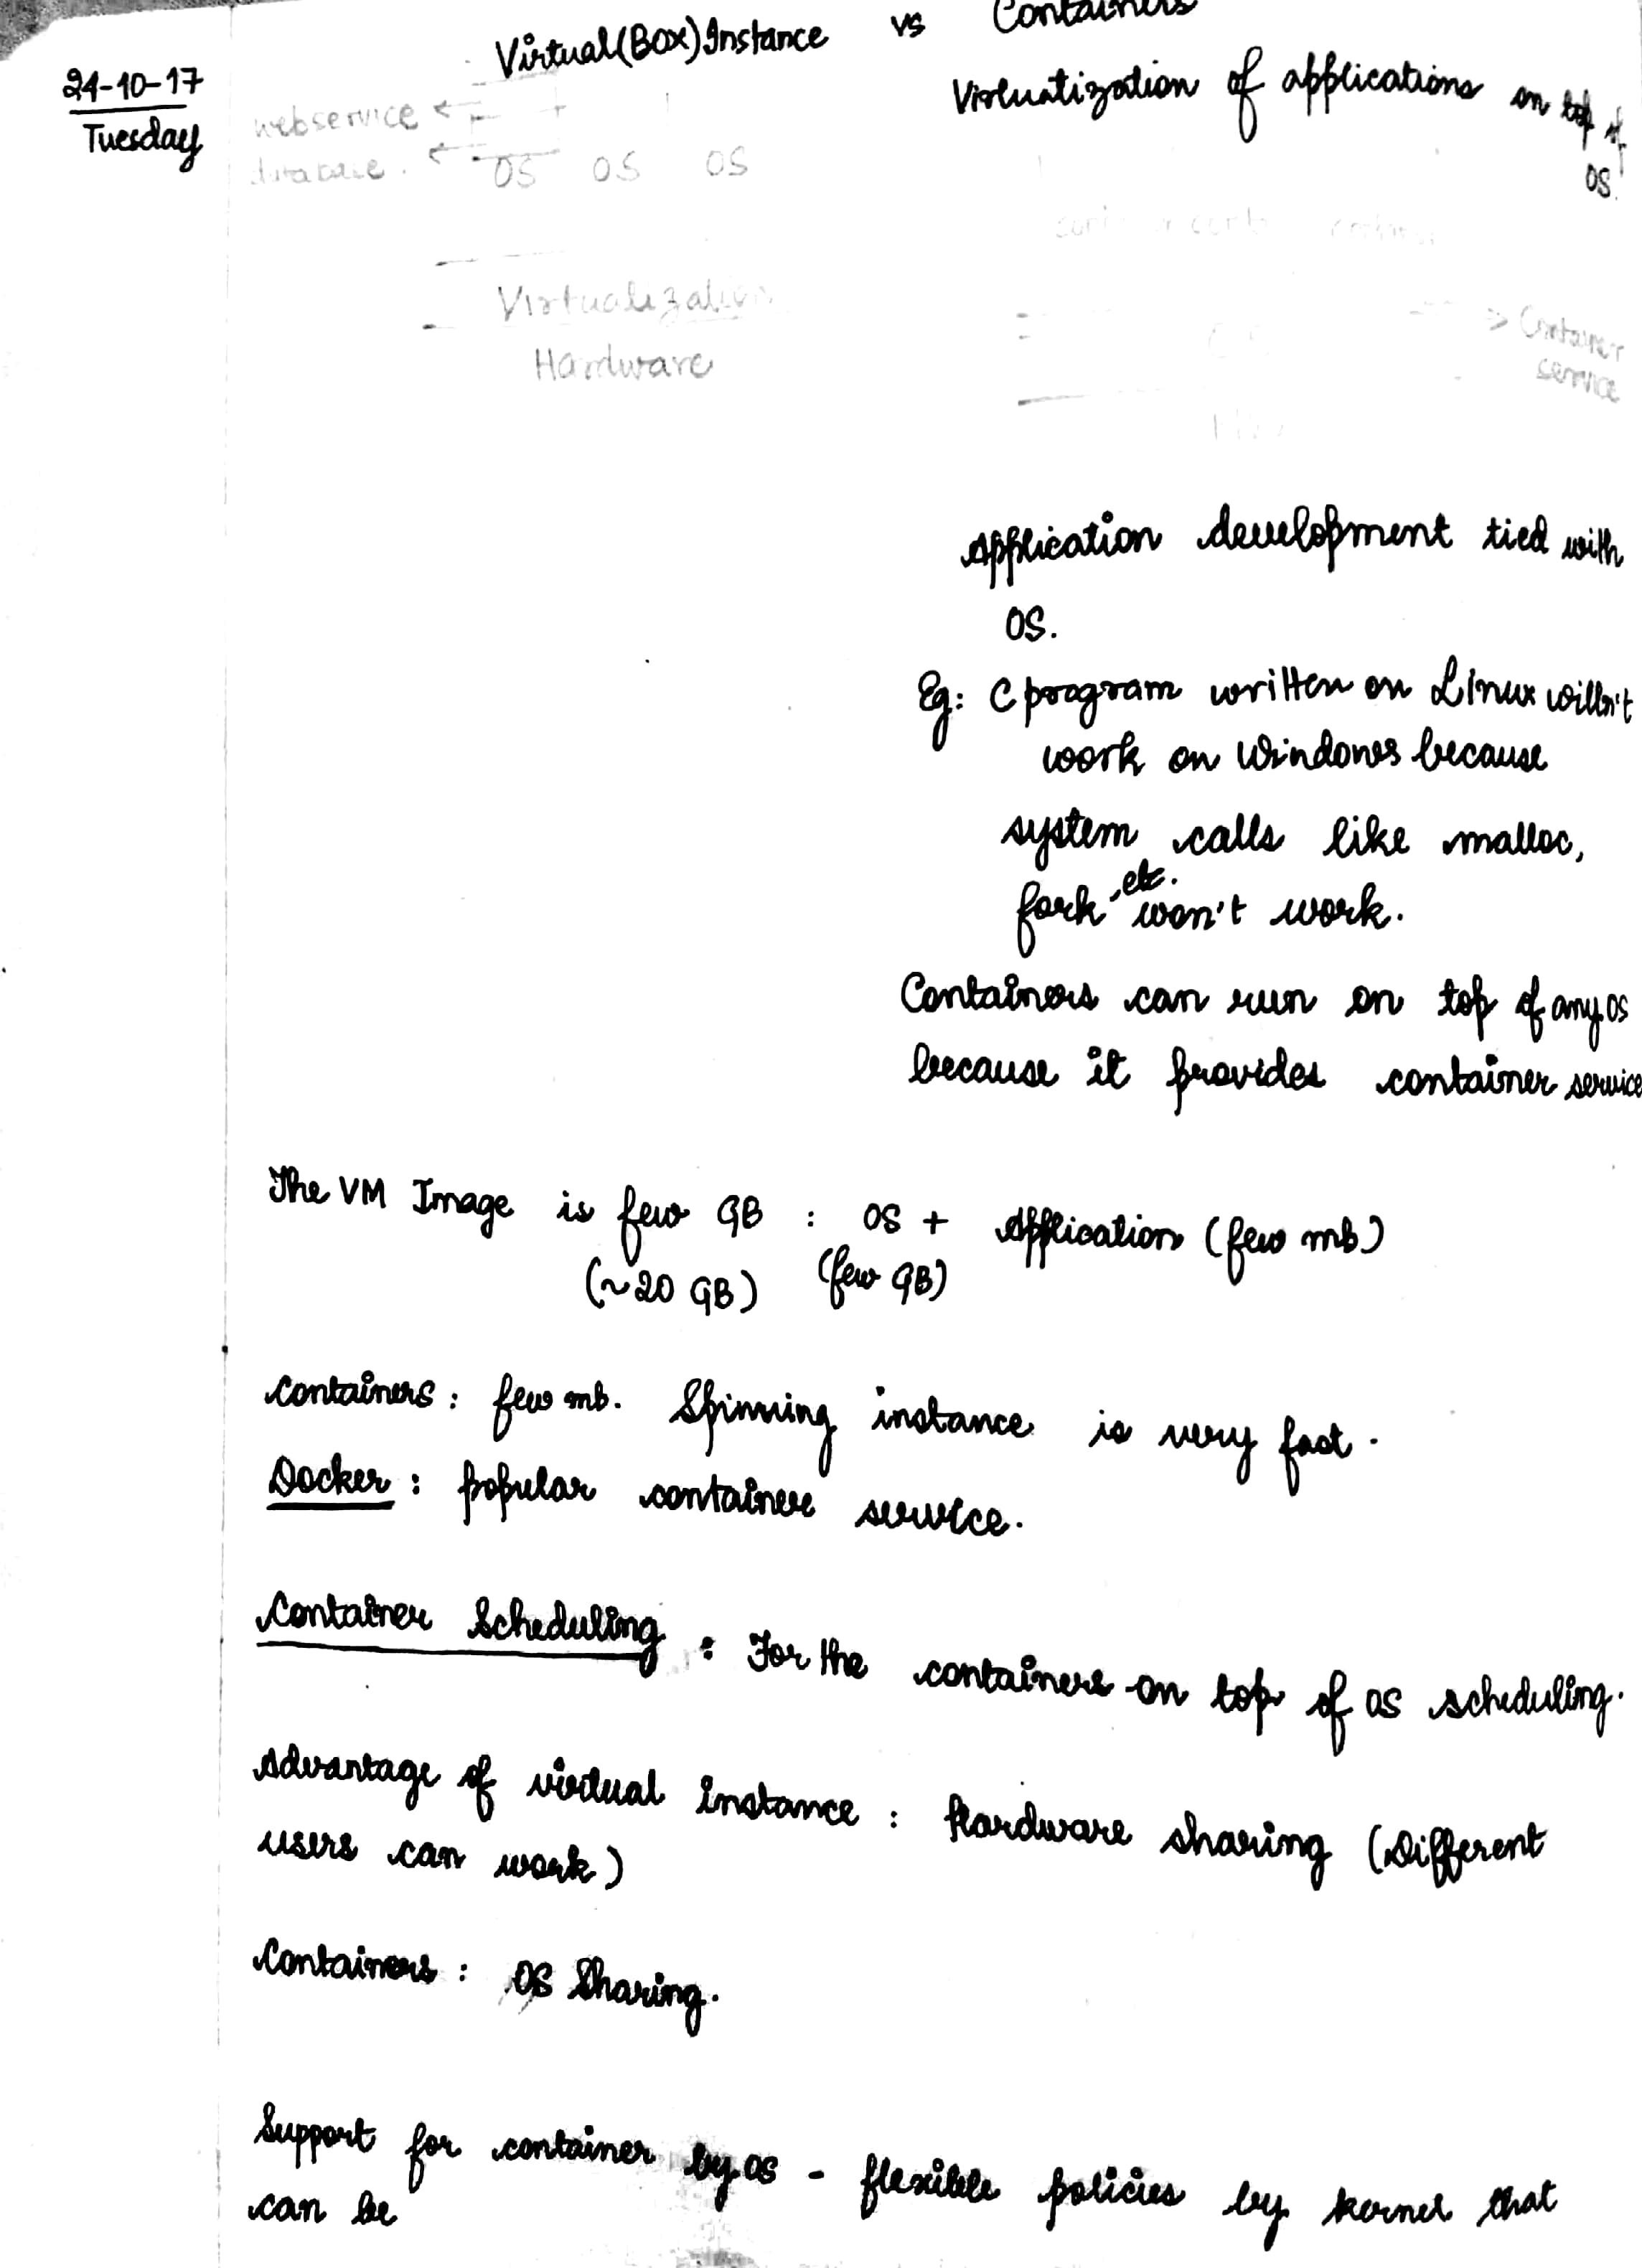 Virtual(Box) Instance vs Containers
24-10-17
Tuesday
Virtualization of applications on top of
OS.
webservice
database.
OS OS OS
Virtualization
Hardware
Container
service
Application development tied with
OS.
Eg: C program written on Linux willn't
work on Windows because
system calls like malloc,
fork, etc. won't work.
Containers can run on top of any OS
because it provides container service
The VM Image is few GB : OS + Application (few mb)
(~20 GB) (few GB)
Containers : few mb. Spinning instance is very fast.
Docker : popular container service.
Container Scheduling : For the containers on top of OS scheduling.
Advantage of virtual instance : Hardware sharing (Different
users can work)
Containers : OS Sharing.
Support for container by OS - flexible policies by kernel that
can be